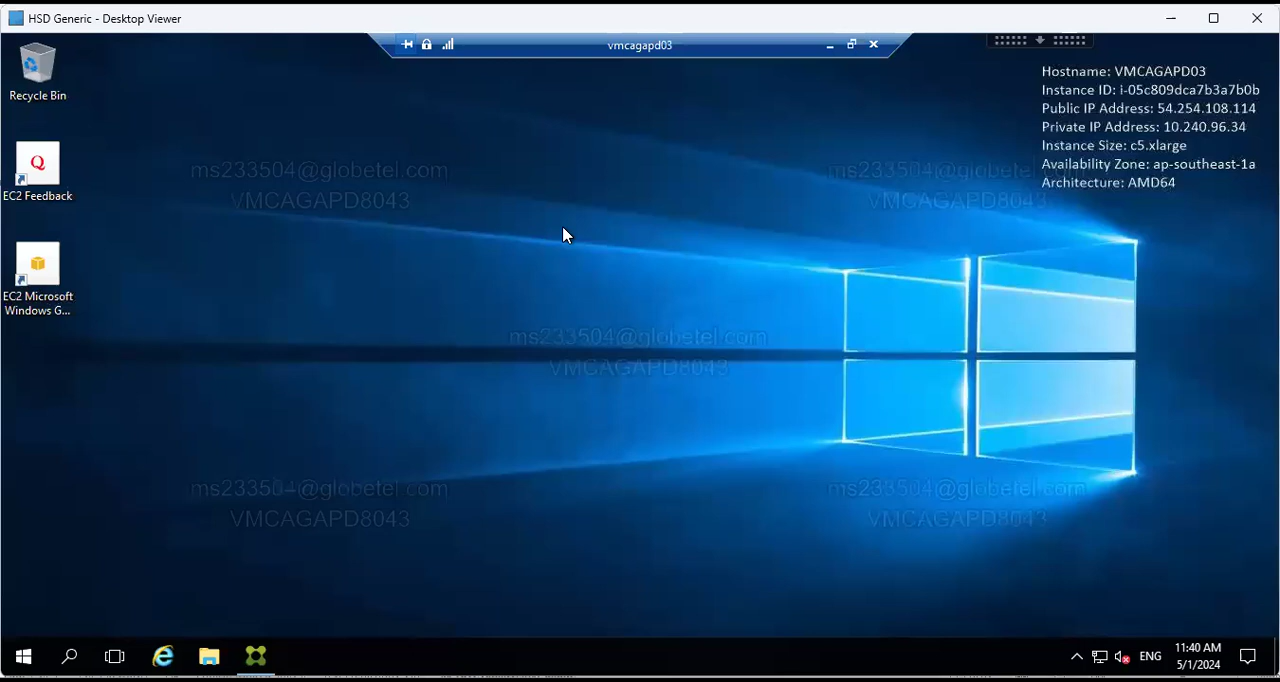 HSD Generic - Desktop Viewer
vmcagapd03
Recycle Bin
Hostname: VMCAGAPD03
Instance ID: i-05c809dca7b3a7b0b
Public IP Address: 54.254.108.114
Private IP Address: 10.240.96.34
Instance Size: c5.xlarge
Availability Zone: ap-southeast-1a
Architecture: AMD64
Q
EC2 Feedback
EC2 Microsoft
Windows G...
ms233504@globetel.com
VMCAGAPD8043
ms233504@globetel.com
VMCAGAPD8043
ms233504@globetel.com
VMCAGAPD8043
ms233504@globetel.com
VMCAGAPD8043
ms233504@globetel.com
VMCAGAPD8043
ENG
11:40 AM
5/1/2024